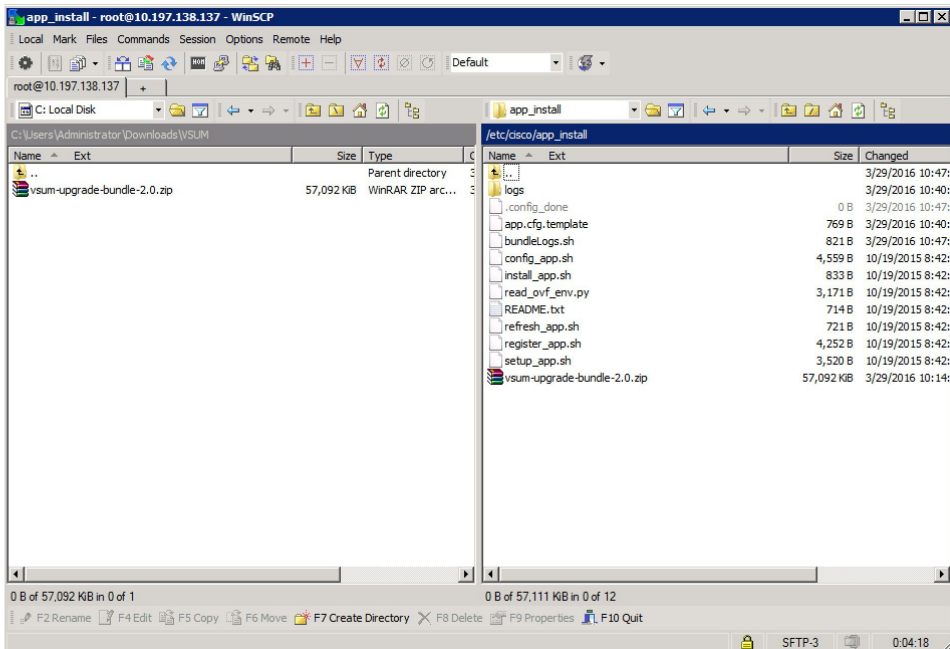 app_install - root@10.197.138.137 - WinSCP
Local Mark Files Commands Session Options Remote Help
Default
root@10.197.138.137 +
C: Local Disk
app_install
C:\Users\Administrator\Downloads\VSUM
/etc/cisco/app_install
Name Ext Size Type C
.. Parent directory 3
vsum-upgrade-bundle-2.0.zip 57,092 KiB WinRAR ZIP arc... 3
Name Ext Size Changed
.. 3/29/2016 10:47:
logs 3/29/2016 10:40:
.config_done 0 B 3/29/2016 10:47:
app.cfg.template 769 B 3/29/2016 10:40:
bundleLogs.sh 821 B 3/29/2016 10:47:
config_app.sh 4,559 B 10/19/2015 8:42:
install_app.sh 833 B 10/19/2015 8:42:
read_ovf_env.py 3,171 B 10/19/2015 8:42:
README.txt 714 B 10/19/2015 8:42:
refresh_app.sh 721 B 10/19/2015 8:42:
register_app.sh 4,252 B 10/19/2015 8:42:
setup_app.sh 3,520 B 10/19/2015 8:42:
vsum-upgrade-bundle-2.0.zip 57,092 KiB 3/29/2016 10:14:
0 B of 57,092 KiB in 0 of 1
0 B of 57,111 KiB in 0 of 12
F2 Rename F4 Edit F5 Copy F6 Move F7 Create Directory F8 Delete F9 Properties F10 Quit
SFTP-3 0:04:18